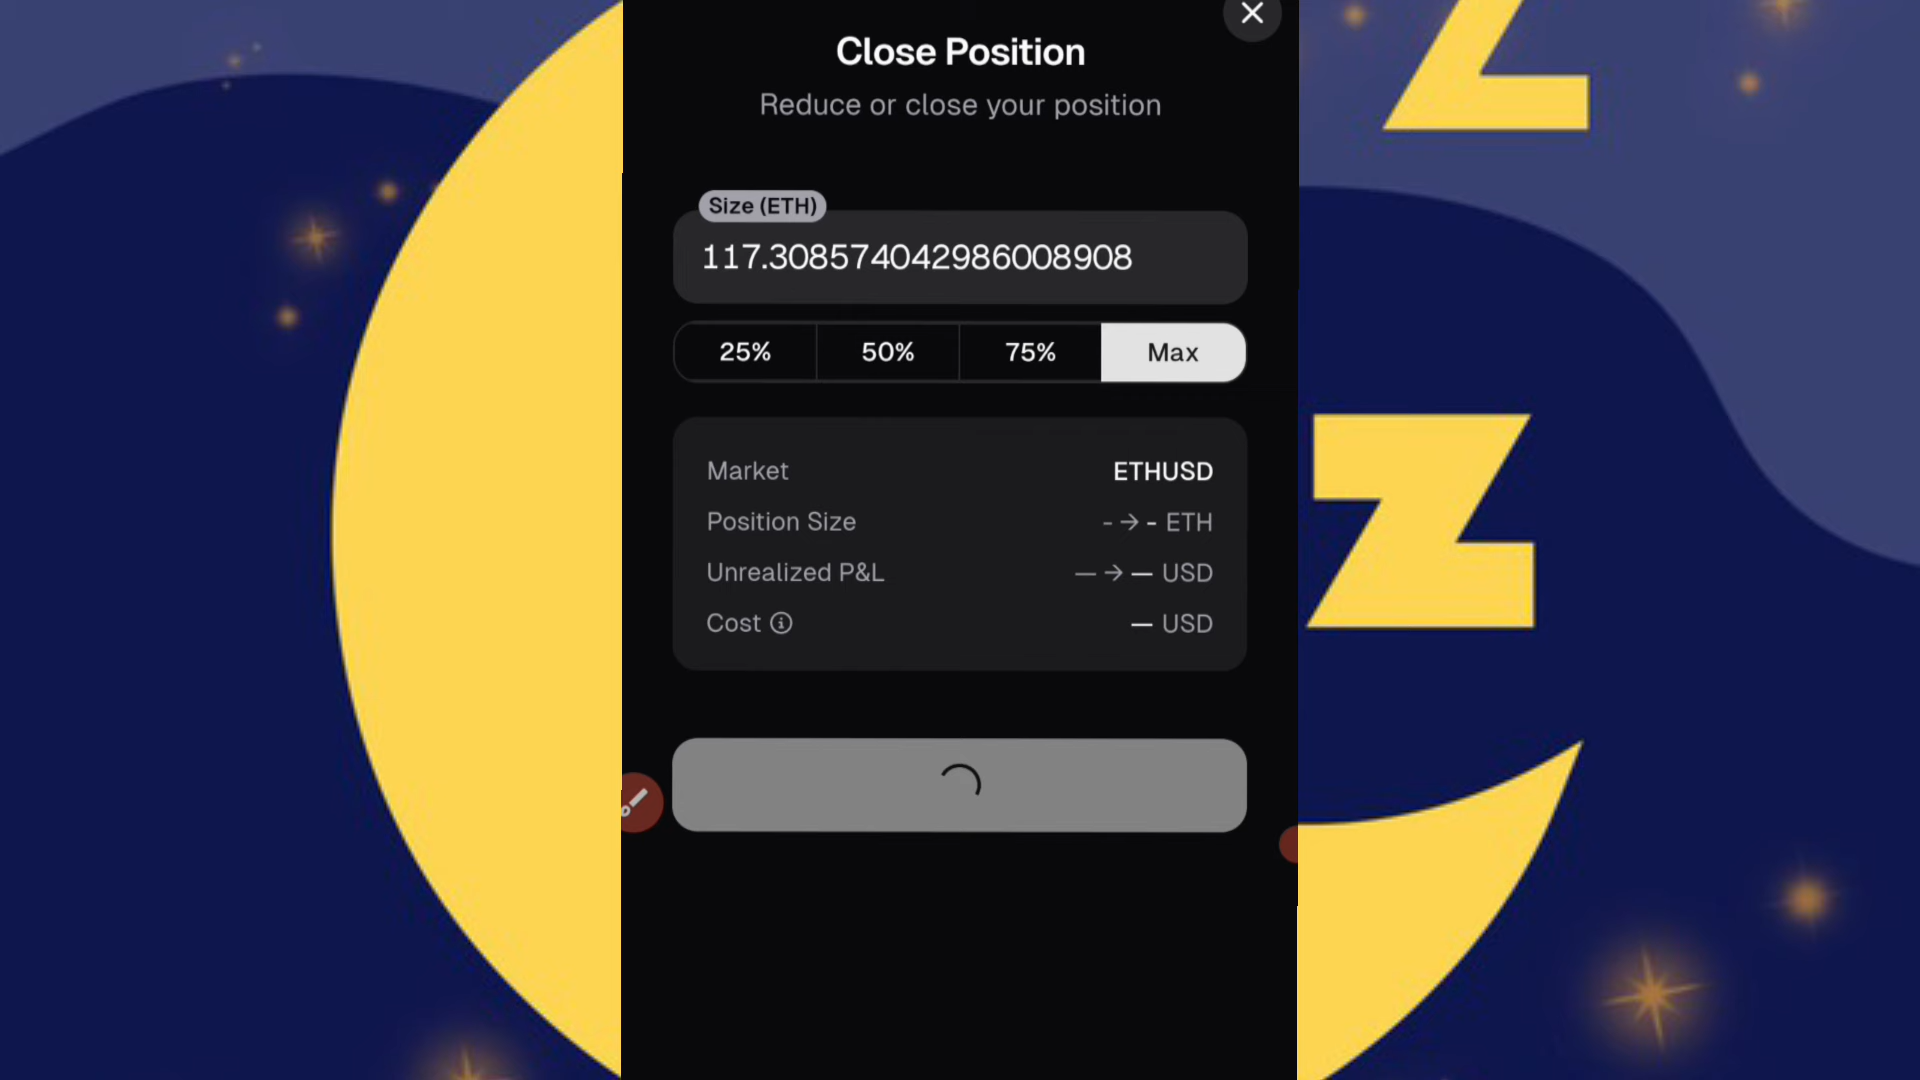 Close Position
Reduce or close your position
Size (ETH)
117.308574042986008908
25% 50% 75% Max
Market ETHUSD
Position Size - → - ETH
Unrealized P&L — → — USD
Cost — USD
Z
Z